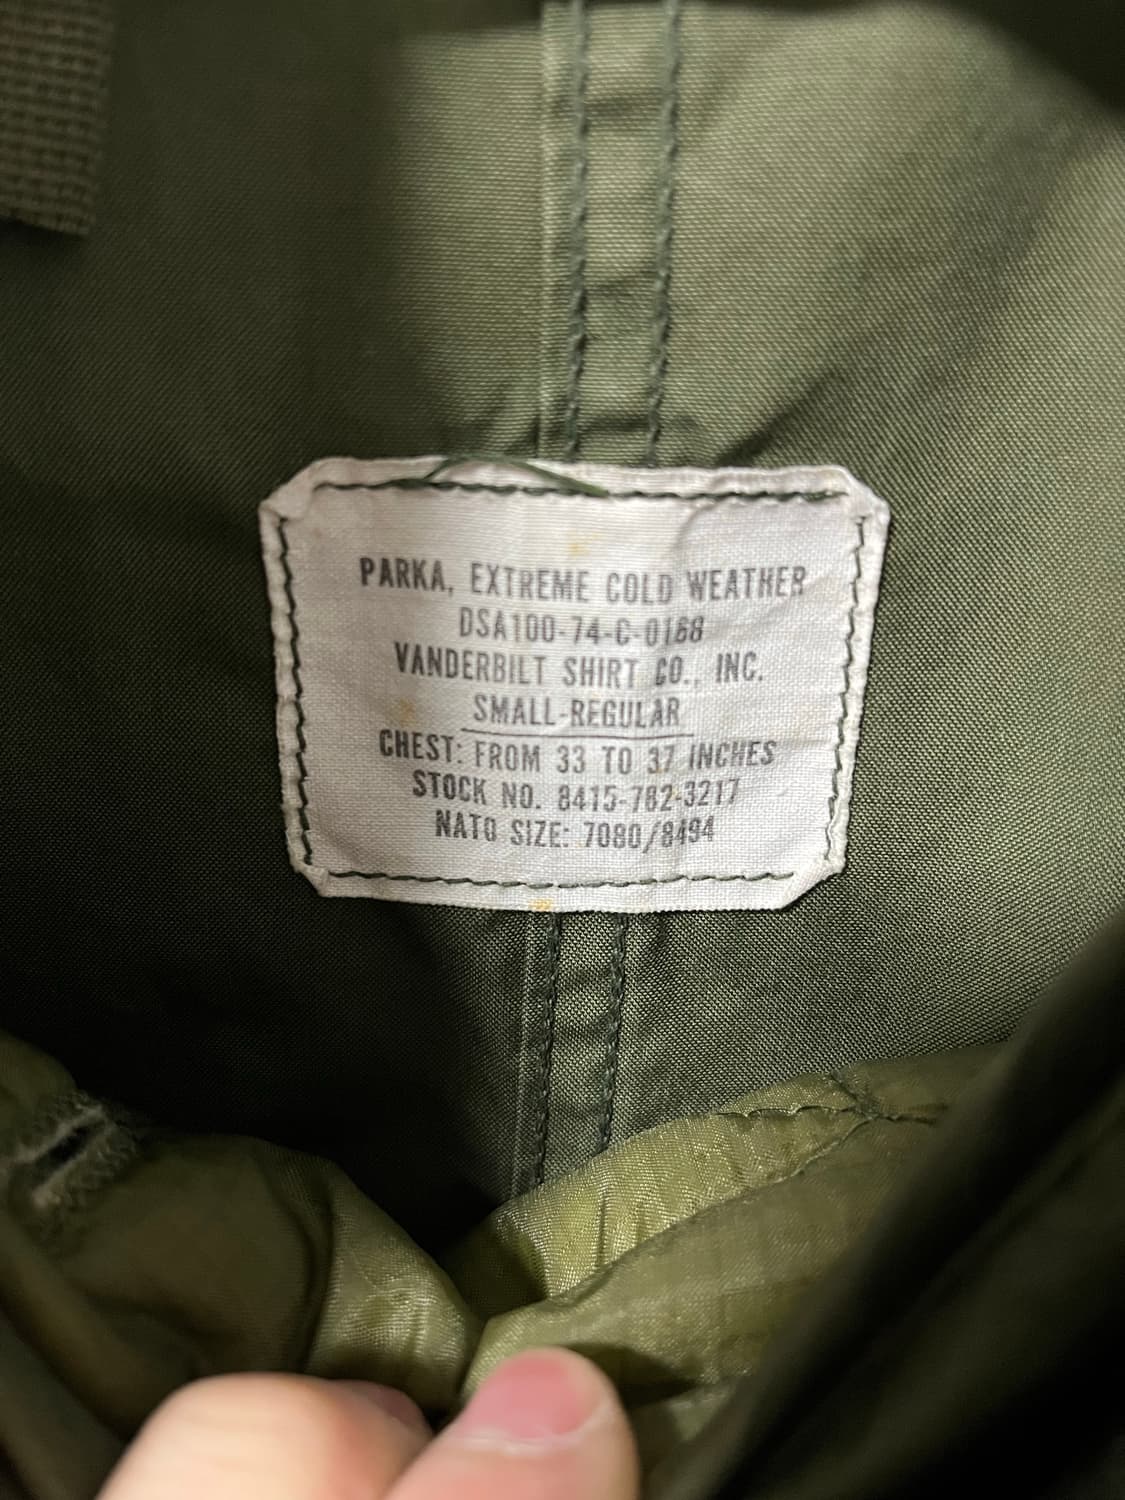 PARKA, EXTREME COLD WEATHER
DSA100-74-C-0168
VANDERBILT SHIRT CO., INC.
SMALL-REGULAR
CHEST: FROM 33 TO 37 INCHES
STOCK NO. 8415-782-3217
NATO SIZE: 7080/8494